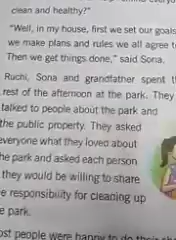 clean and healthy?"
"Well, in my house, first we set our goals
we make plans and rules we all agree t
Then we get things done," said Sona.
Ruchi, Sona and grandfather spent t
rest of the afternoon at the park. They
talked to people about the park and
the public property. They asked
everyone what they loved about
he park and asked each person
they would be willing to share
e responsibility for cleaning up
e park.
ost people were happy to do their